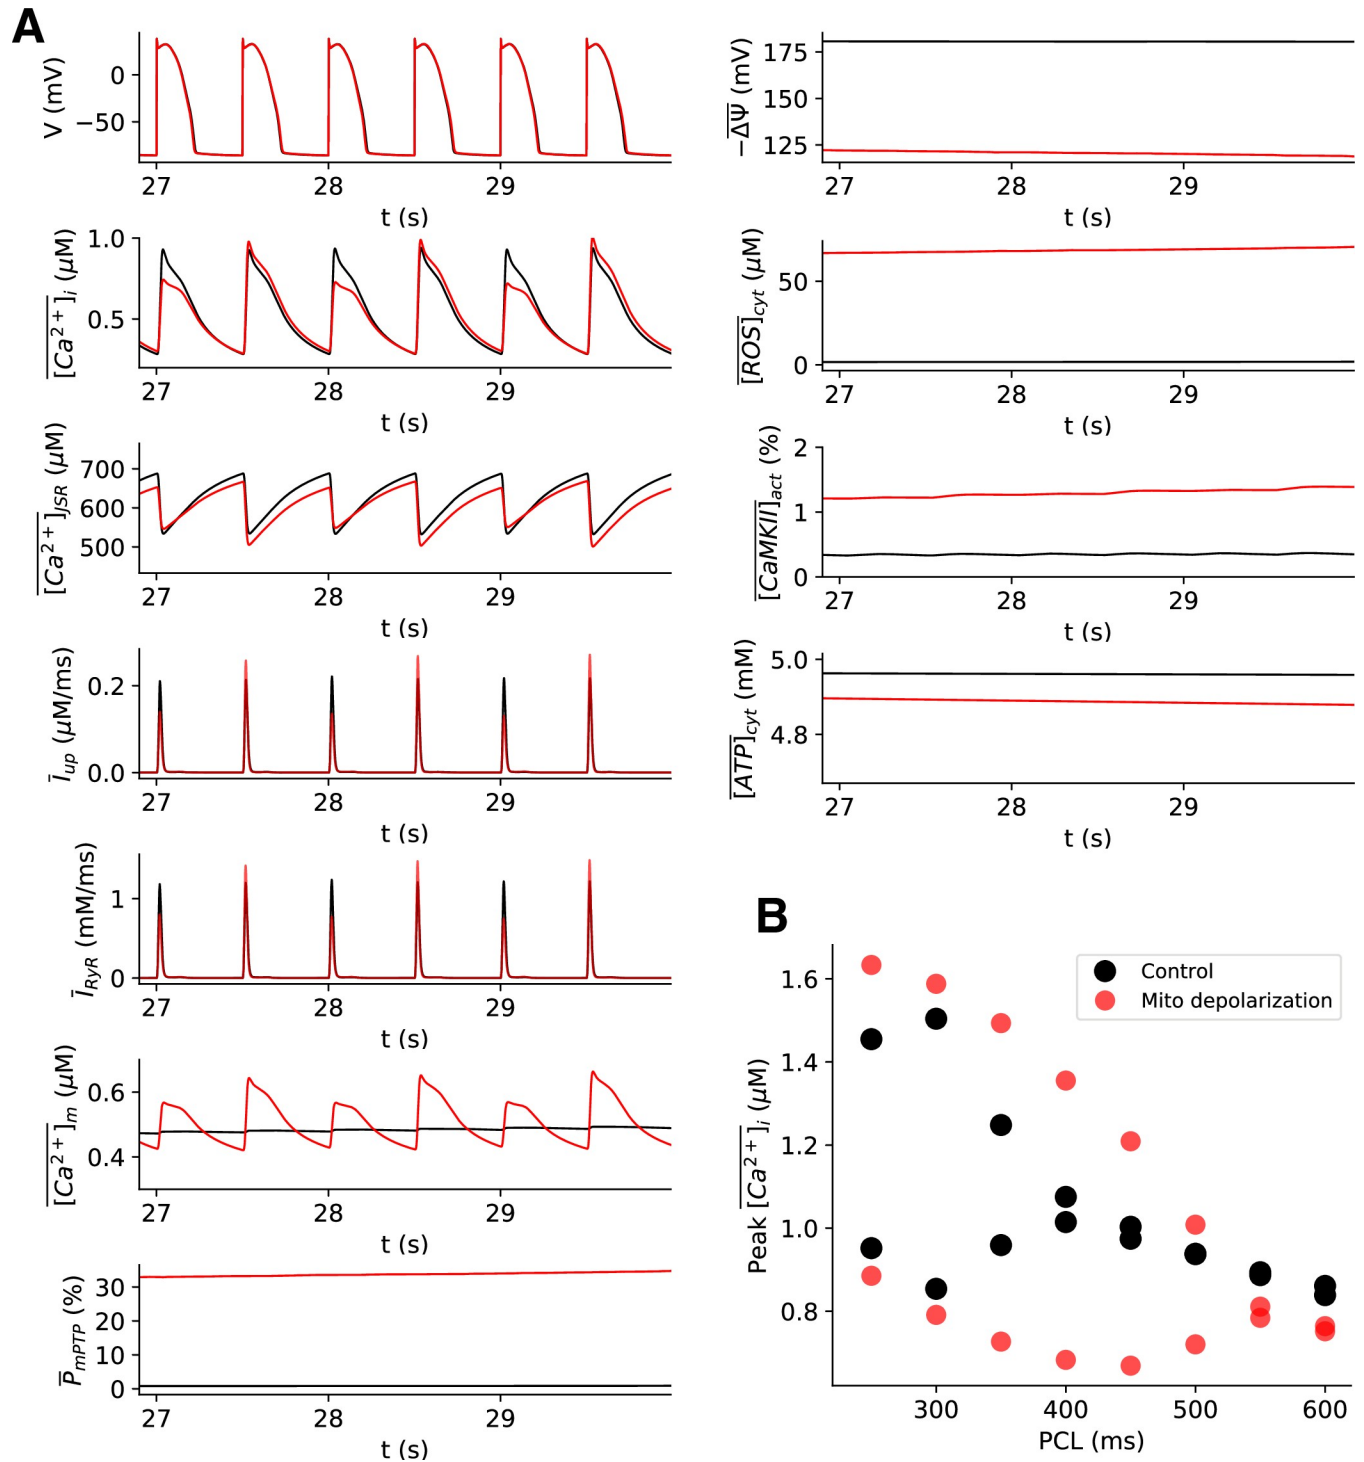 A
V (mV)
0
−50
27 28 29
t (s)
[Ca²⁺]ᵢ (μM)
1.0
0.5
27 28 29
t (s)
[Ca²⁺]JSR (μM)
700
600
500
27 28 29
t (s)
Īup (μM/ms)
0.2
0.0
27 28 29
t (s)
ĪRyR (mM/ms)
1
0
27 28 29
t (s)
[Ca²⁺]m (μM)
0.6
0.4
27 28 29
t (s)
P̄mPTP (%)
30
20
10
0
27 28 29
t (s)
−ΔΨ (mV)
175
150
125
27 28 29
t (s)
[ROS]cyt (μM)
50
0
27 28 29
t (s)
[CaMKII]act (%)
2
1
0
27 28 29
t (s)
[ATP]cyt (mM)
5.0
4.8
27 28 29
t (s)
B
Control
Mito depolarization
Peak [Ca²⁺]ᵢ (μM)
1.6
1.4
1.2
1.0
0.8
300 400 500 600
PCL (ms)